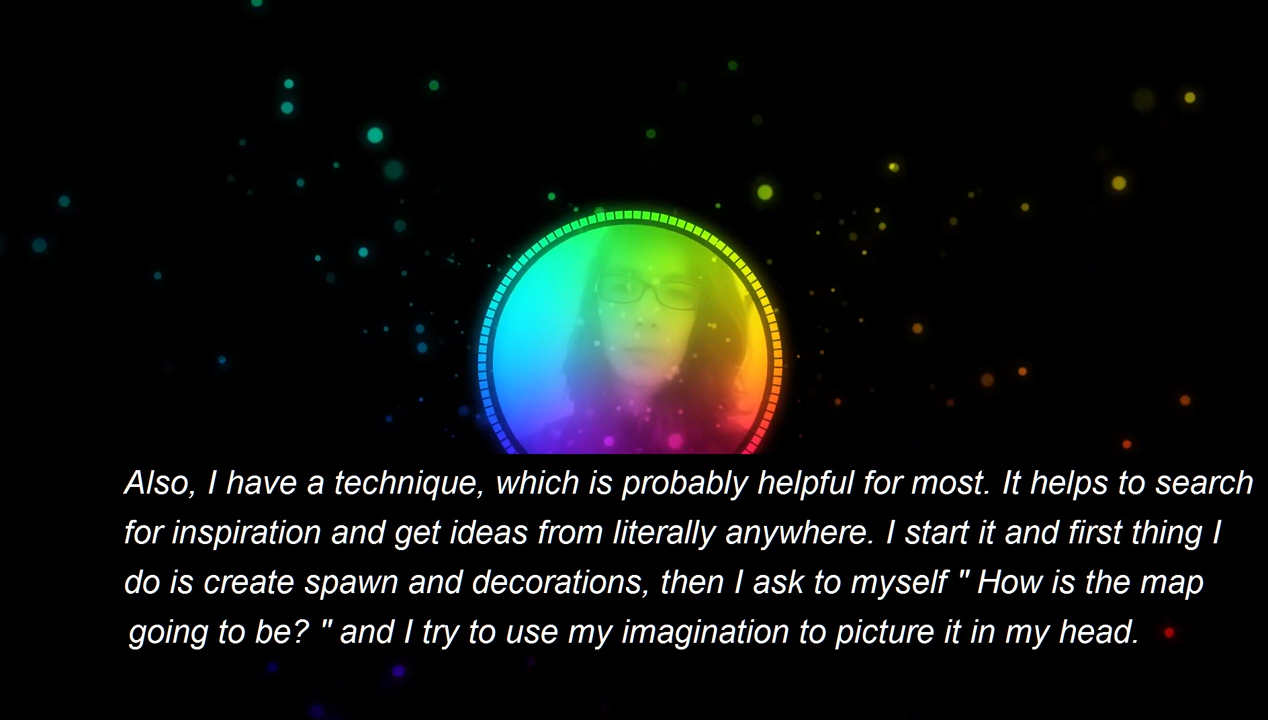 Also, I have a technique, which is probably helpful for most. It helps to search
for inspiration and get ideas from literally anywhere. I start it and first thing I
do is create spawn and decorations, then I ask to myself " How is the map
going to be? " and I try to use my imagination to picture it in my head.